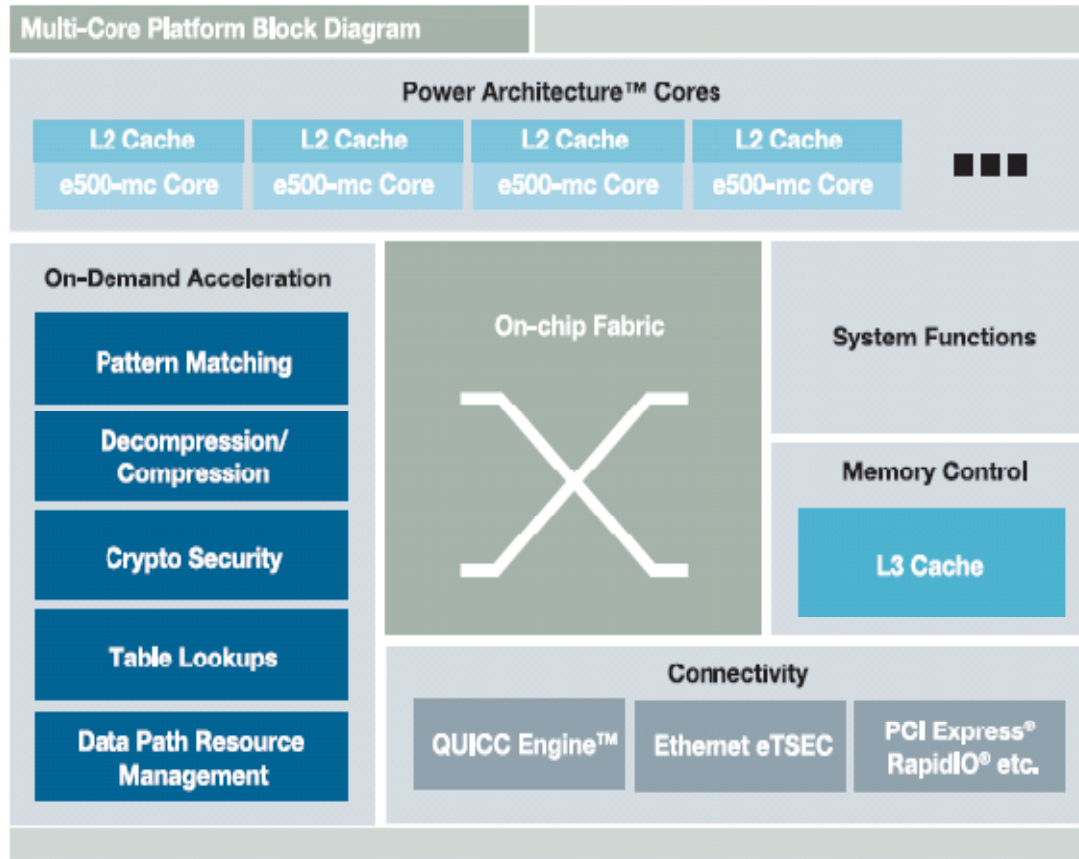 Multi-Core Platform Block Diagram
Power Architecture™ Cores
L2 Cache
L2 Cache
L2 Cache
L2 Cache
e500-mc Core
e500-mc Core
e500-mc Core
e500-mc Core
On-Demand Acceleration
Pattern Matching
Decompression/
Compression
Crypto Security
Table Lookups
Data Path Resource
Management
On-chip Fabric
System Functions
Memory Control
L3 Cache
Connectivity
QUICC Engine™
Ethernet eTSEC
PCI Express®
RapidIO® etc.